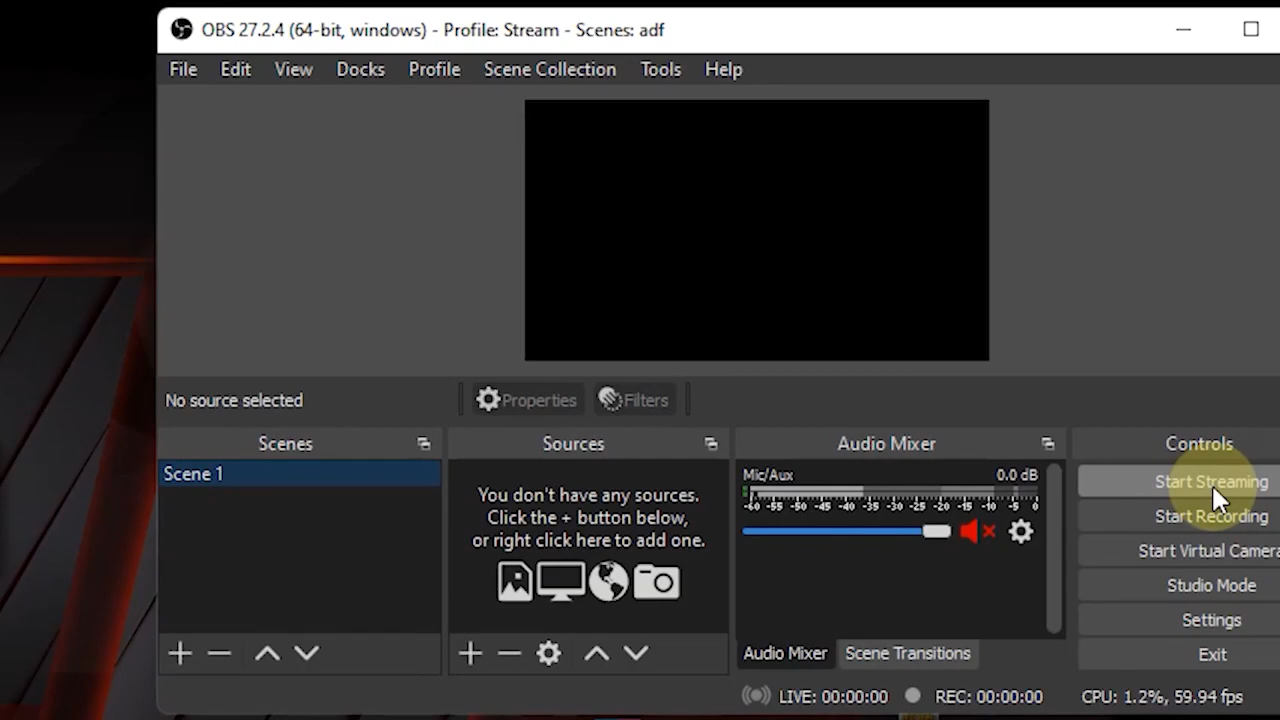 OBS 27.2.4 (64-bit, windows) - Profile: Stream - Scenes: adf
File Edit View Docks Profile Scene Collection Tools Help
No source selected
Properties
Filters
Scenes
Scene 1
Sources
You don't have any sources.
Click the + button below,
or right click here to add one.
Audio Mixer
Mic/Aux 0.0 dB
-60 -55 -50 -45 -40 -35 -30 -25 -20 -15 -10 -5 0
Audio Mixer
Scene Transitions
Controls
Start Streaming
Start Recording
Start Virtual Camera
Studio Mode
Settings
Exit
LIVE: 00:00:00
REC: 00:00:00
CPU: 1.2%, 59.94 fps